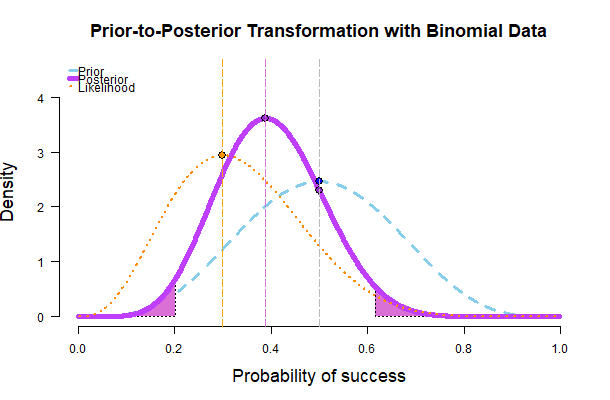 Prior-to-Posterior Transformation with Binomial Data
Prior
Posterior
Likelihood
Density
4
3
2
1
0
0.0 0.2 0.4 0.6 0.8 1.0
Probability of success